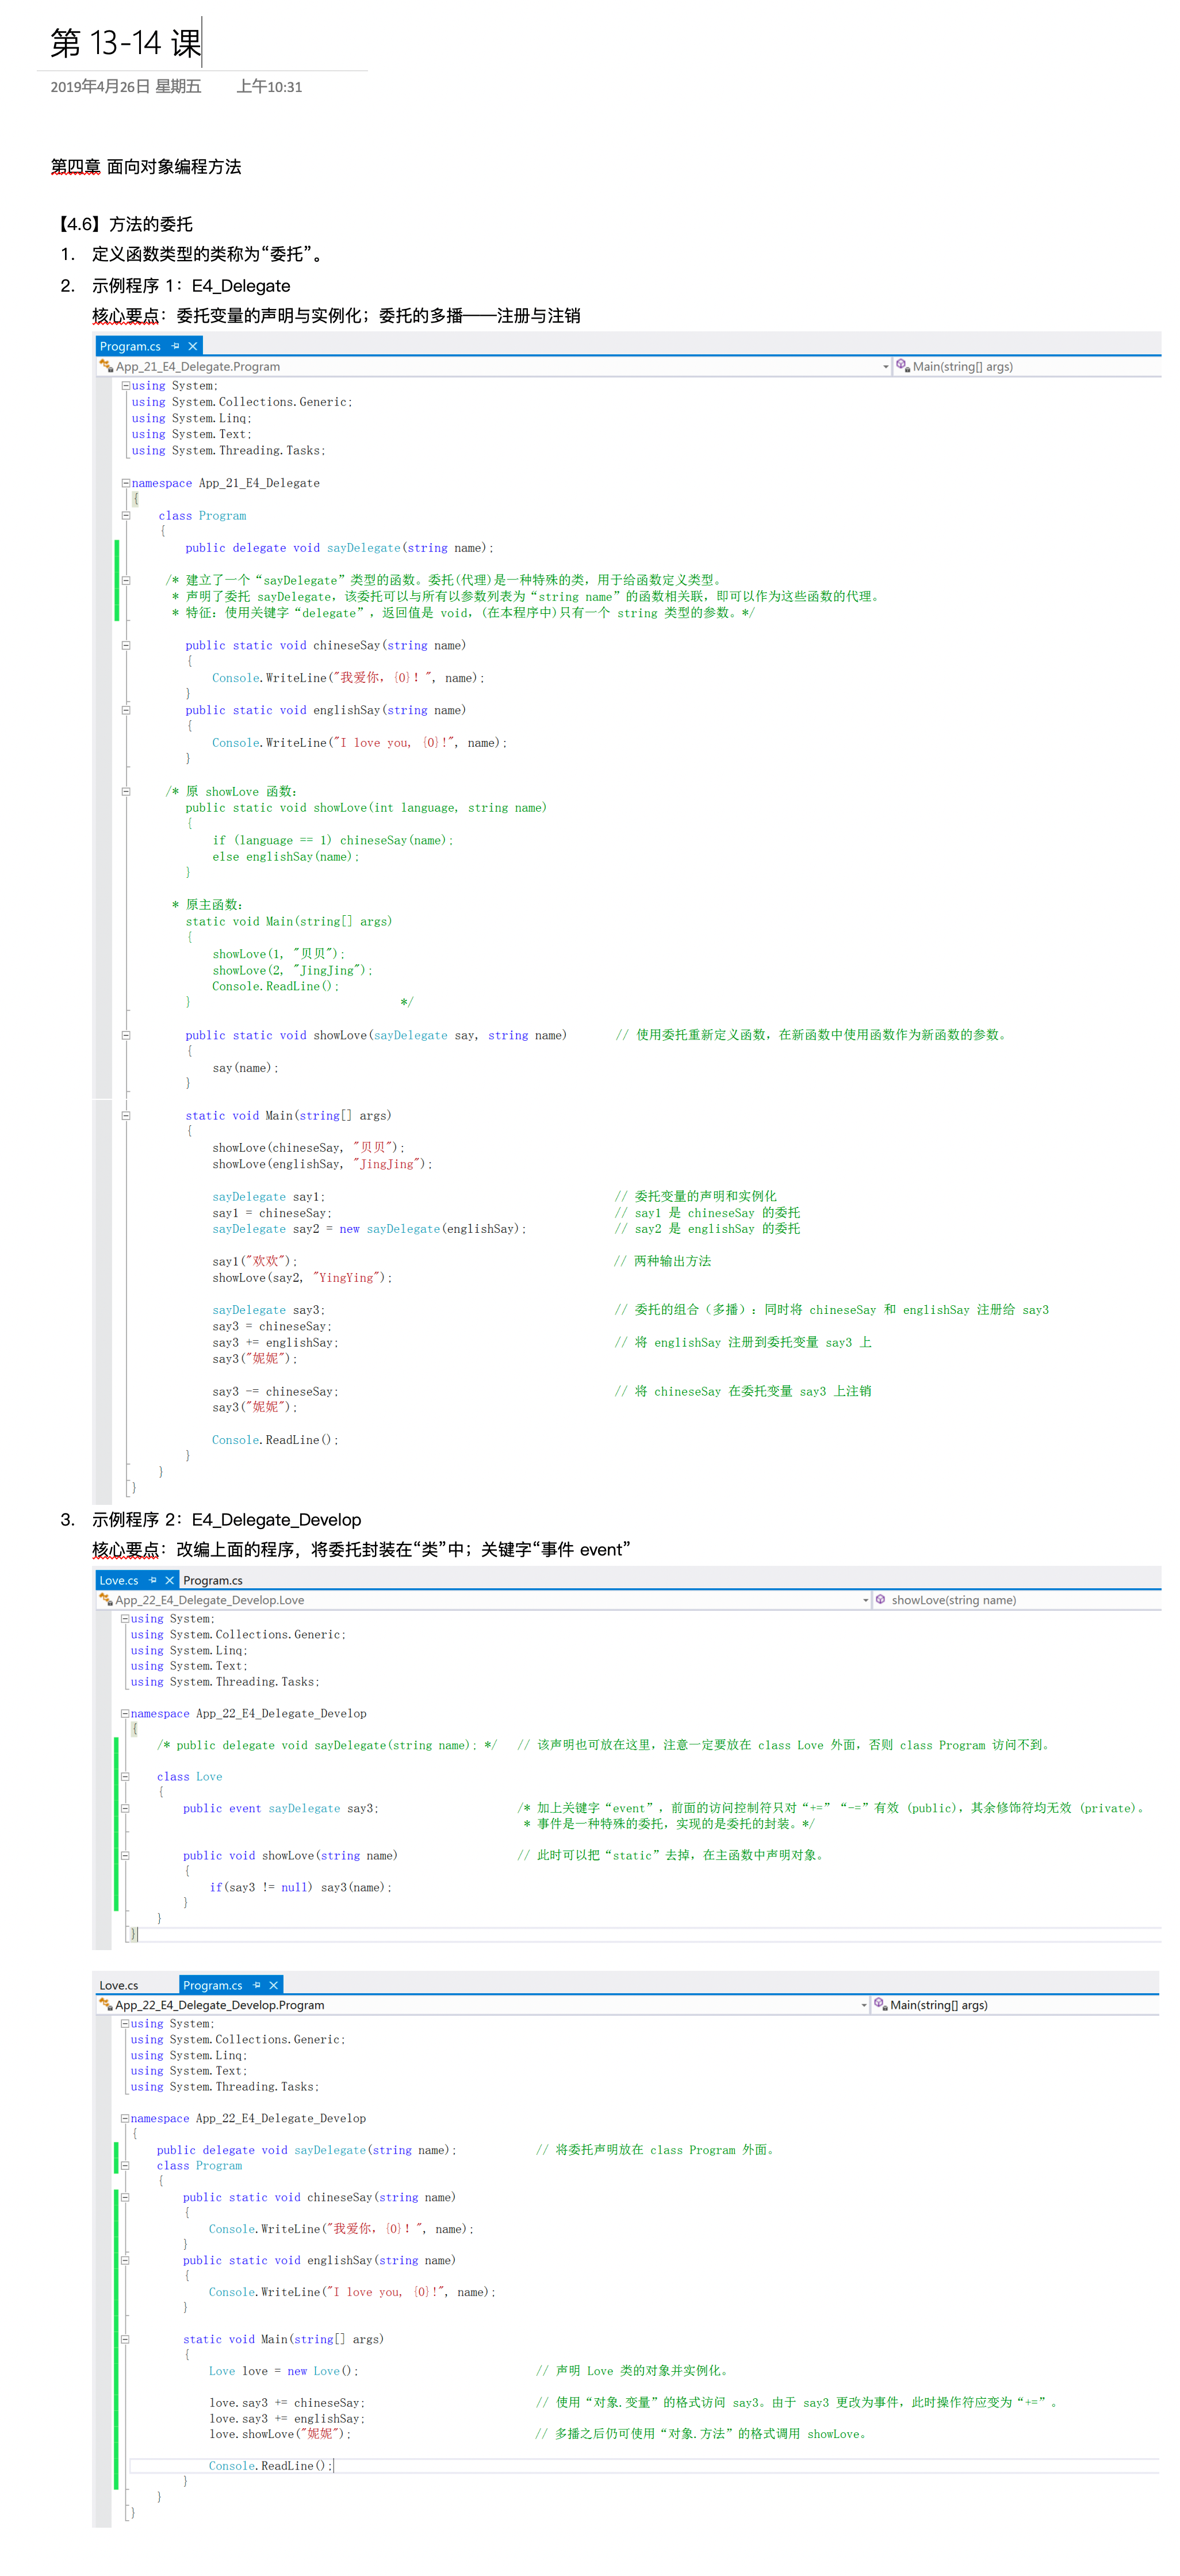 第 13-14 课
2019年4月26日 星期五 上午10:31
第四章 面向对象编程方法
【4.6】方法的委托
1. 定义函数类型的类称为“委托”。
2. 示例程序 1：E4_Delegate
核心要点：委托变量的声明与实例化；委托的多播——注册与注销
Program.cs
App_21_E4_Delegate.Program Main(string[] args)
using System;
using System.Collections.Generic;
using System.Linq;
using System.Text;
using System.Threading.Tasks;
namespace App_21_E4_Delegate
{
class Program
{
public delegate void sayDelegate(string name);
/* 建立了一个“sayDelegate”类型的函数。委托(代理)是一种特殊的类，用于给函数定义类型。
* 声明了委托 sayDelegate，该委托可以与所有以参数列表为“string name”的函数相关联，即可以作为这些函数的代理。
* 特征：使用关键字“delegate”，返回值是 void，(在本程序中)只有一个 string 类型的参数。*/
public static void chineseSay(string name)
{
Console.WriteLine("我爱你，{0}！", name);
}
public static void englishSay(string name)
{
Console.WriteLine("I love you, {0}!", name);
}
/* 原 showLove 函数：
public static void showLove(int language, string name)
{
if (language == 1) chineseSay(name);
else englishSay(name);
}
* 原主函数：
static void Main(string[] args)
{
showLove(1, "贝贝");
showLove(2, "JingJing");
Console.ReadLine();
} */
public static void showLove(sayDelegate say, string name) // 使用委托重新定义函数，在新函数中使用函数作为新函数的参数。
{
say(name);
}
static void Main(string[] args)
{
showLove(chineseSay, "贝贝");
showLove(englishSay, "JingJing");
sayDelegate say1; // 委托变量的声明和实例化
say1 = chineseSay; // say1 是 chineseSay 的委托
sayDelegate say2 = new sayDelegate(englishSay); // say2 是 englishSay 的委托
say1("欢欢"); // 两种输出方法
showLove(say2, "YingYing");
sayDelegate say3; // 委托的组合（多播）：同时将 chineseSay 和 englishSay 注册给 say3
say3 = chineseSay;
say3 += englishSay; // 将 englishSay 注册到委托变量 say3 上
say3("妮妮");
say3 -= chineseSay; // 将 chineseSay 在委托变量 say3 上注销
say3("妮妮");
Console.ReadLine();
}
}
}
3. 示例程序 2：E4_Delegate_Develop
核心要点：改编上面的程序，将委托封装在“类”中；关键字“事件 event”
Love.cs Program.cs
App_22_E4_Delegate_Develop.Love showLove(string name)
using System;
using System.Collections.Generic;
using System.Linq;
using System.Text;
using System.Threading.Tasks;
namespace App_22_E4_Delegate_Develop
{
/* public delegate void sayDelegate(string name); */ // 该声明也可放在这里，注意一定要放在 class Love 外面，否则 class Program 访问不到。
class Love
{
public event sayDelegate say3; /* 加上关键字“event”，前面的访问控制符只对“+=”“-=”有效 (public)，其余修饰符均无效 (private)。
* 事件是一种特殊的委托，实现的是委托的封装。*/
public void showLove(string name) // 此时可以把“static”去掉，在主函数中声明对象。
{
if(say3 != null) say3(name);
}
}
}
Love.cs Program.cs
App_22_E4_Delegate_Develop.Program Main(string[] args)
using System;
using System.Collections.Generic;
using System.Linq;
using System.Text;
using System.Threading.Tasks;
namespace App_22_E4_Delegate_Develop
{
public delegate void sayDelegate(string name); // 将委托声明放在 class Program 外面。
class Program
{
public static void chineseSay(string name)
{
Console.WriteLine("我爱你，{0}！", name);
}
public static void englishSay(string name)
{
Console.WriteLine("I love you, {0}!", name);
}
static void Main(string[] args)
{
Love love = new Love(); // 声明 Love 类的对象并实例化。
love.say3 += chineseSay; // 使用“对象.变量”的格式访问 say3。由于 say3 更改为事件，此时操作符应变为“+=”。
love.say3 += englishSay;
love.showLove("妮妮"); // 多播之后仍可使用“对象.方法”的格式调用 showLove。
Console.ReadLine();
}
}
}